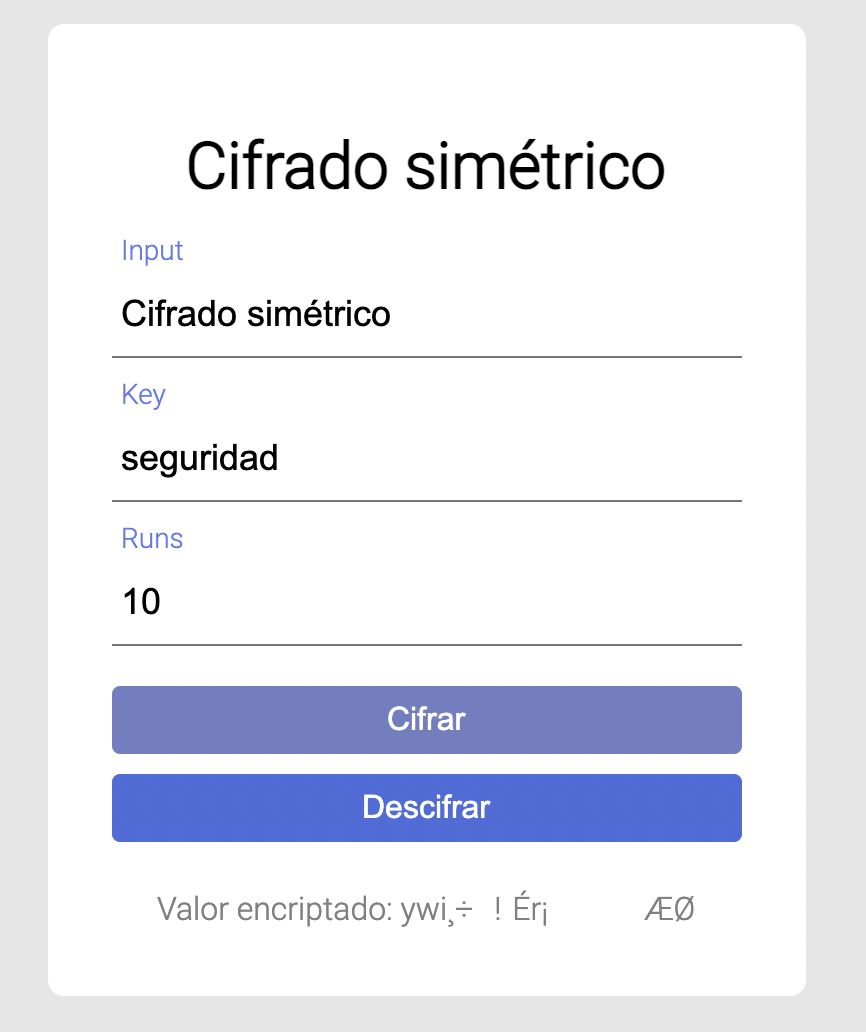 Cifrado simétrico
Input
Cifrado simétrico
Key
seguridad
Runs
10
Cifrar
Descifrar
Valor encriptado: ywi¸÷ ! Ér¡ ÆØ